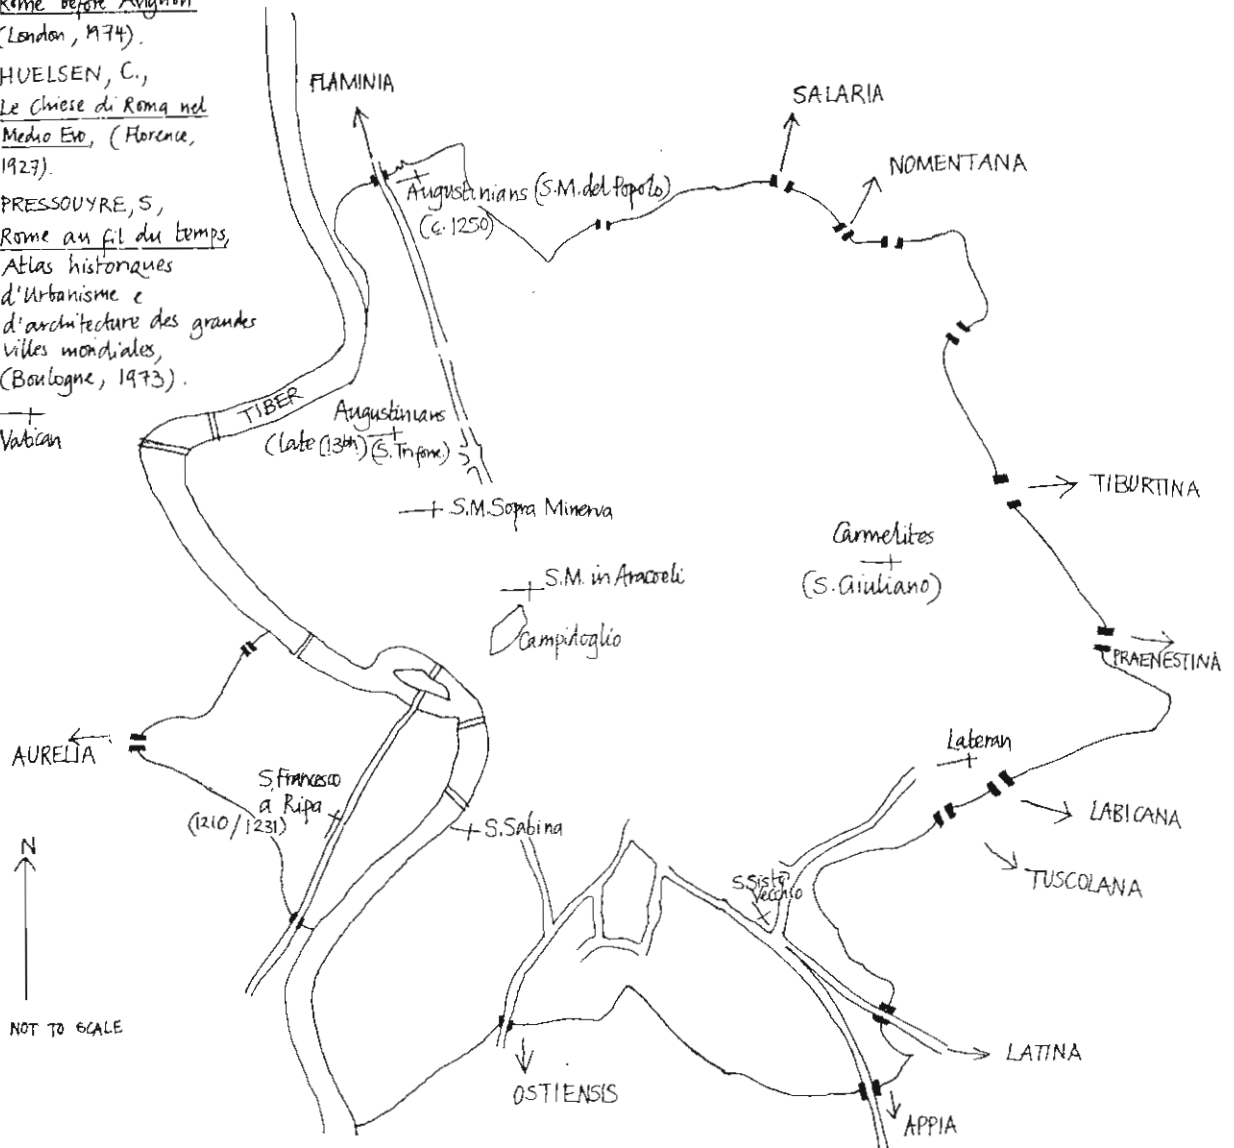 Rome before Avignon
(London, 1974).
HUELSEN, C.,
Le Chiese di Roma nel
Medio Evo, (Florence,
1927).
PRESSOUYRE, S,
Rome au fil du temps,
Atlas historiques
d'Urbanisme e
d'architecture des grandes
villes mondiales,
(Boulogne, 1973).
Vatican
FLAMINIA
SALARIA
NOMENTANA
Augustinians (S.M. del Popolo)
(c. 1250)
TIBER
Augustinians
(late (13th) (S. Trifone)
S.M. Sopra Minerva
TIBURTINA
Carmelites
(S. Giuliano)
S.M. in Aracoeli
Campidoglio
PRAENESTINA
AURELIA
Lateran
S. Francesco
a Ripa
(1210/1231)
S. Sabina
LABICANA
TUSCOLANA
S Sisto
Vecchio
N
NOT TO SCALE
OSTIENSIS
LATINA
APPIA